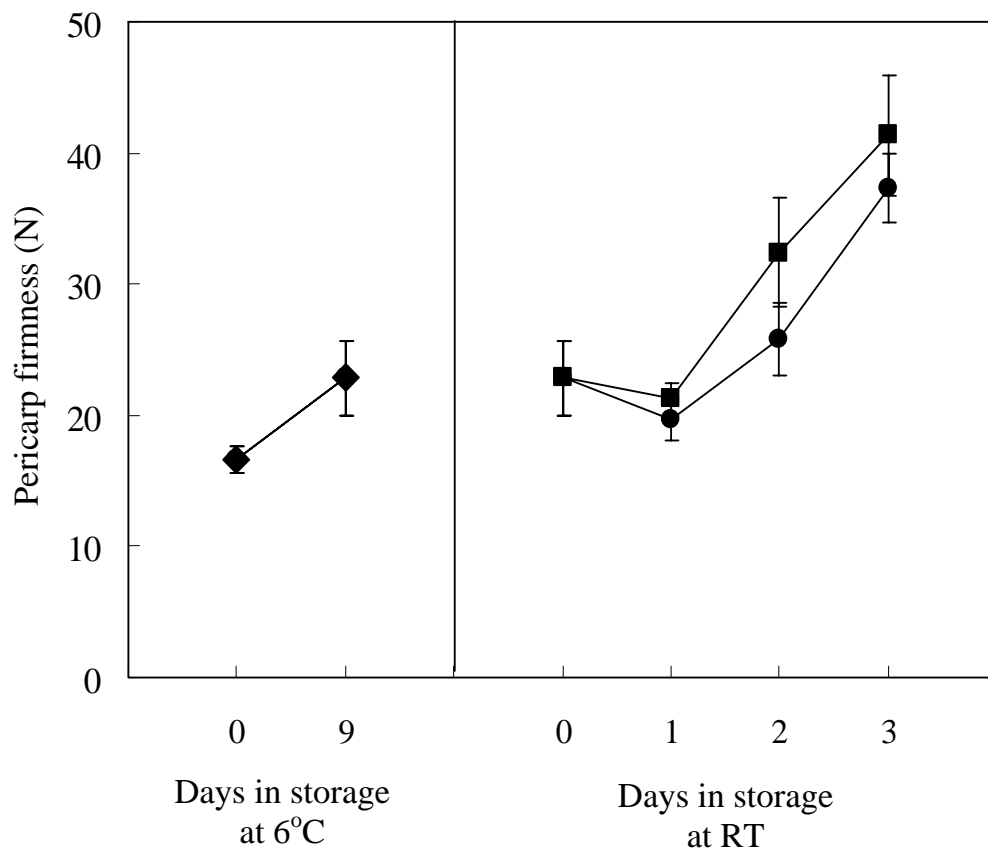 50
40
30
20
10
0
Pericarp firmness (N)
0 9 0 1 2 3
Days in storage
at 6°C
Days in storage
at RT